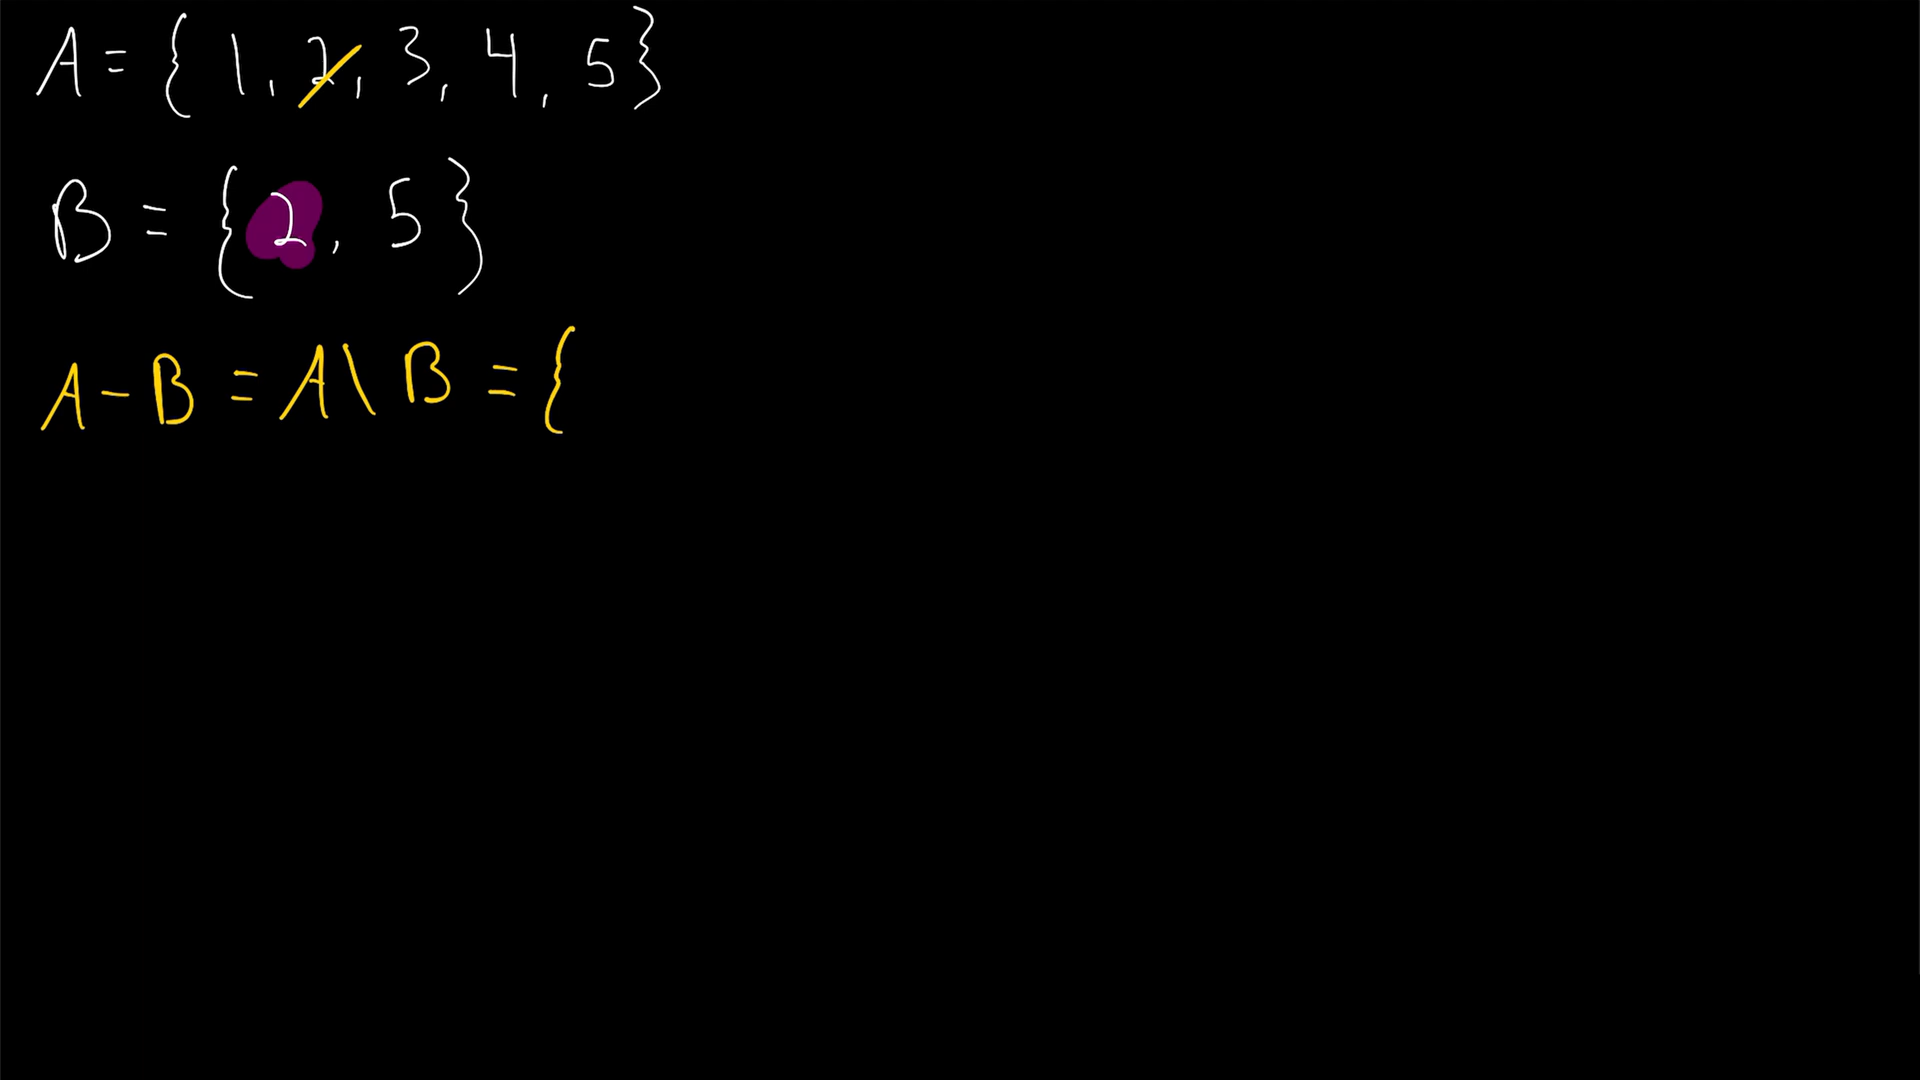 A = { 1, 2, 3, 4, 5 }
B = { 2, 5 }
A - B = A \ B = {